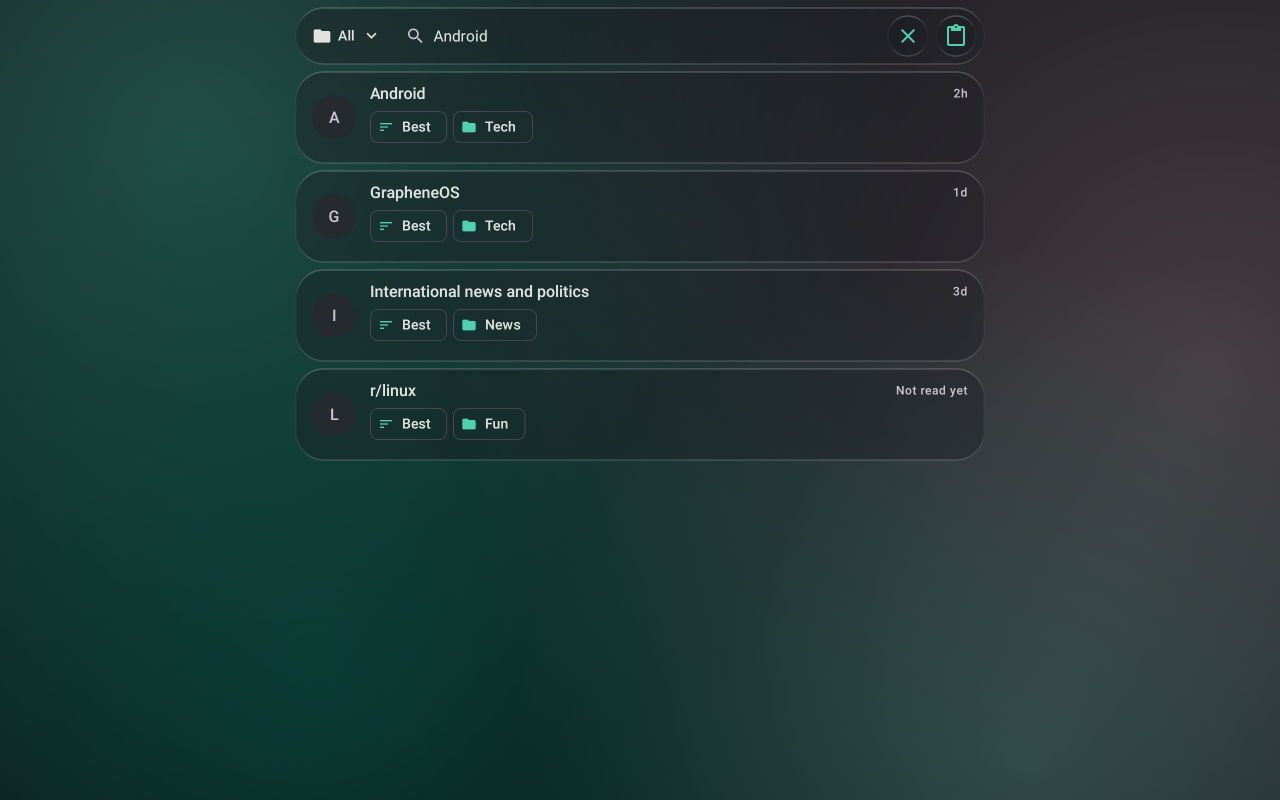 All Android
Android 2h
A
Best Tech
GrapheneOS 1d
G
Best Tech
International news and politics 3d
I
Best News
r/linux Not read yet
L
Best Fun